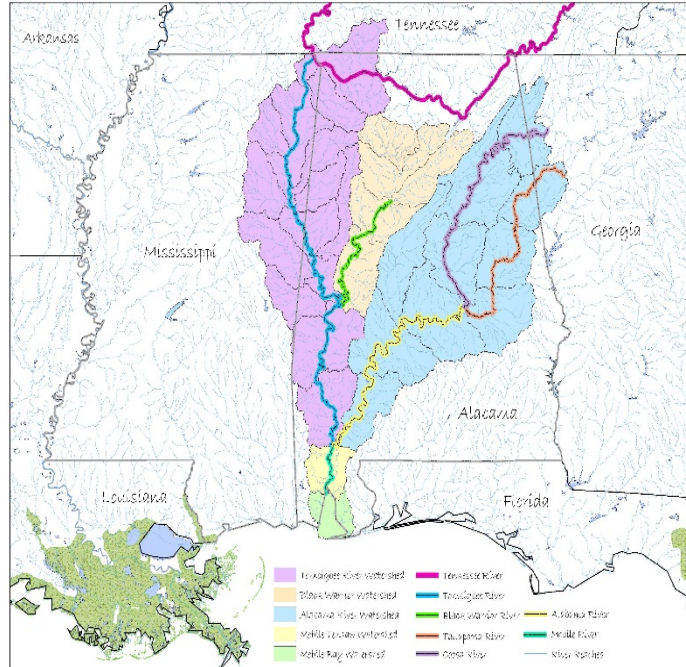 Arkansas
Tennessee
Mississippi
Georgia
Alabama
Louisiana
Florida
Tombigbee River Watershed
Black Warrior Watershed
Alabama River Watershed
Mobile Tensaw Watershed
Mobile Bay Watershed
Tennessee River
Tombigbee River
Black Warrior River
Tallapoosa River
Coosa River
Alabama River
Mobile River
River Reaches